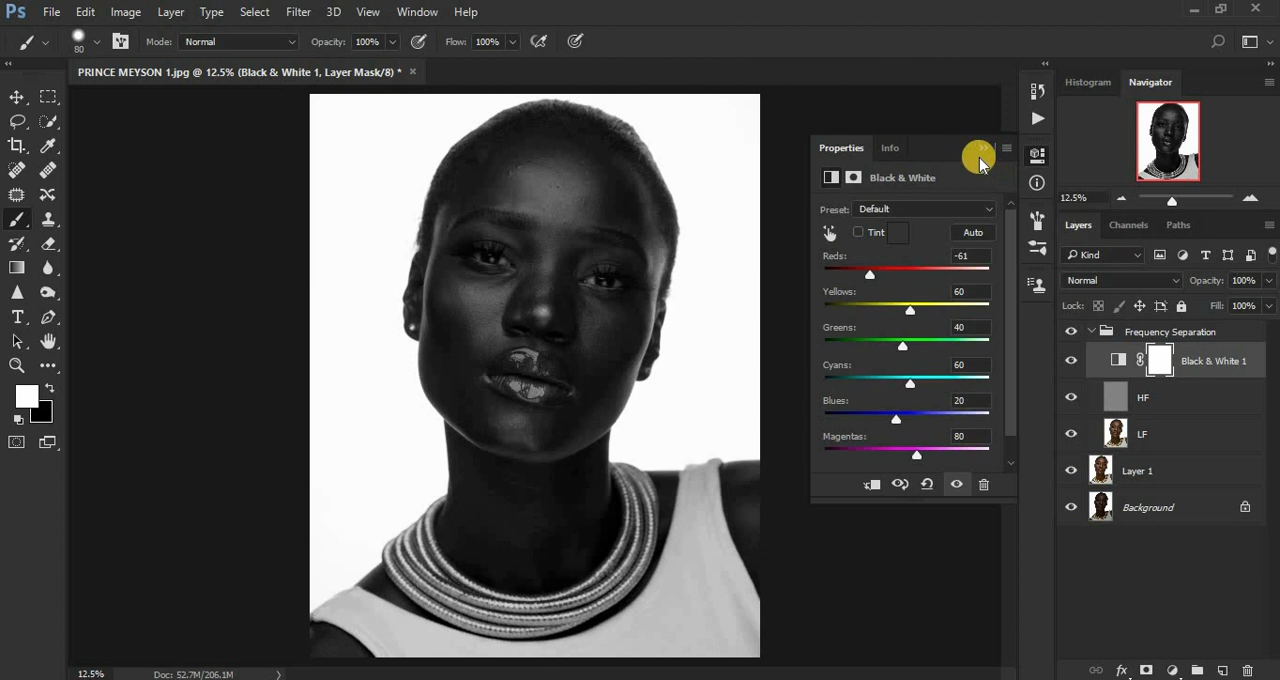 Ps File Edit Image Layer Type Select Filter 3D View Window Help
80 Mode: Normal Opacity: 100% Flow: 100%
PRINCE MEYSON 1.jpg @ 12.5% (Black & White 1, Layer Mask/8) * ×
Histogram Navigator
12.5%
Properties Info
Black & White
Preset: Default
Tint Auto
Reds: -61
Yellows: 60
Greens: 40
Cyans: 60
Blues: 20
Magentas: 80
Layers Channels Paths
Kind
Normal Opacity: 100%
Lock: Fill: 100%
Frequency Separation
Black & White 1
HF
LF
Layer 1
Background
12.5% Doc: 52.7M/206.1M